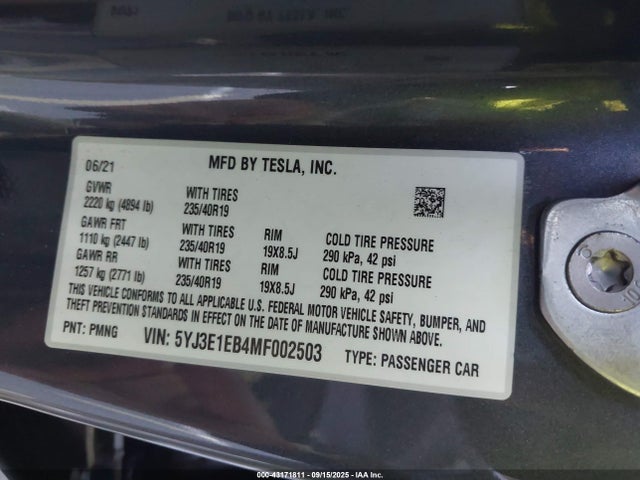 06/21 MFD BY TESLA, INC.
GVWR
2220 kg (4894 lb) WITH TIRES
235/40R19
GAWR FRT
1110 kg (2447 lb) WITH TIRES
235/40R19 RIM
19X8.5J COLD TIRE PRESSURE
290 kPa, 42 psi
GAWR RR
1257 kg (2771 lb) WITH TIRES
235/40R19 RIM
19X8.5J COLD TIRE PRESSURE
290 kPa, 42 psi
THIS VEHICLE CONFORMS TO ALL APPLICABLE U.S. FEDERAL MOTOR VEHICLE SAFETY, BUMPER, AND
THEFT PREVENTION STANDARDS IN EFFECT ON THE DATE OF MANUFACTURE SHOWN ABOVE.
PNT: PMNG VIN: 5YJ3E1EB4MF002503 TYPE: PASSENGER CAR
000-43171811 - 09/15/2025 - IAA Inc.